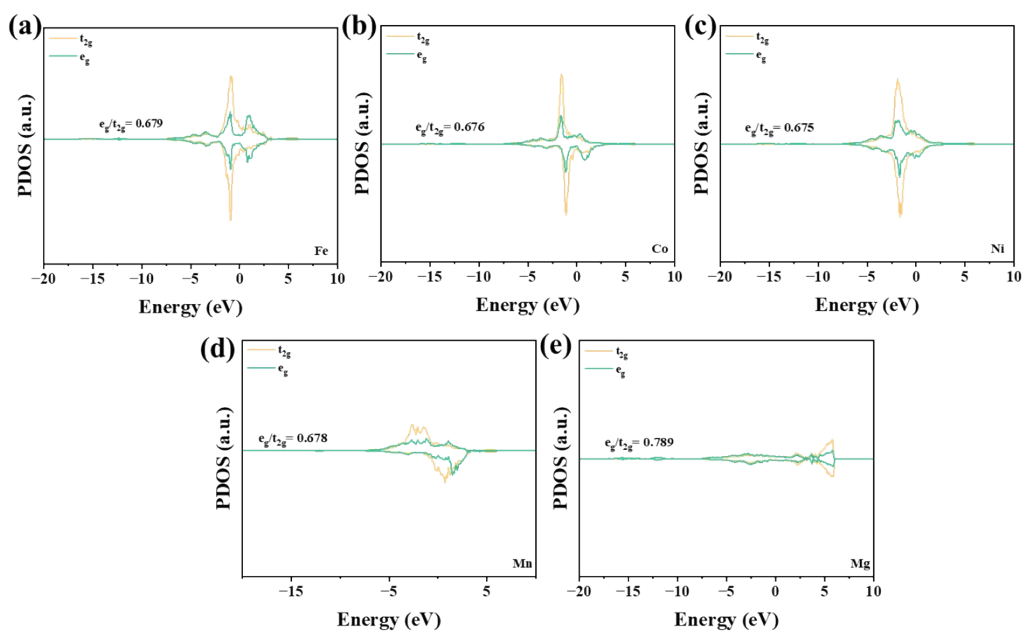 (a)
t2g
eg
eg/t2g= 0.679
PDOS (a.u.)
Fe
−20 −15 −10 −5 0 5 10
Energy (eV)
(b)
t2g
eg
eg/t2g= 0.676
PDOS (a.u.)
Co
−20 −15 −10 −5 0 5 10
Energy (eV)
(c)
t2g
eg
eg/t2g= 0.675
PDOS (a.u.)
Ni
−20 −15 −10 −5 0 5 10
Energy (eV)
(d)
t2g
eg
eg/t2g= 0.678
PDOS (a.u.)
Mn
−15 −5 5
Energy (eV)
(e)
t2g
eg
eg/t2g= 0.789
PDOS (a.u.)
Mg
−20 −15 −10 −5 0 5 10
Energy (eV)